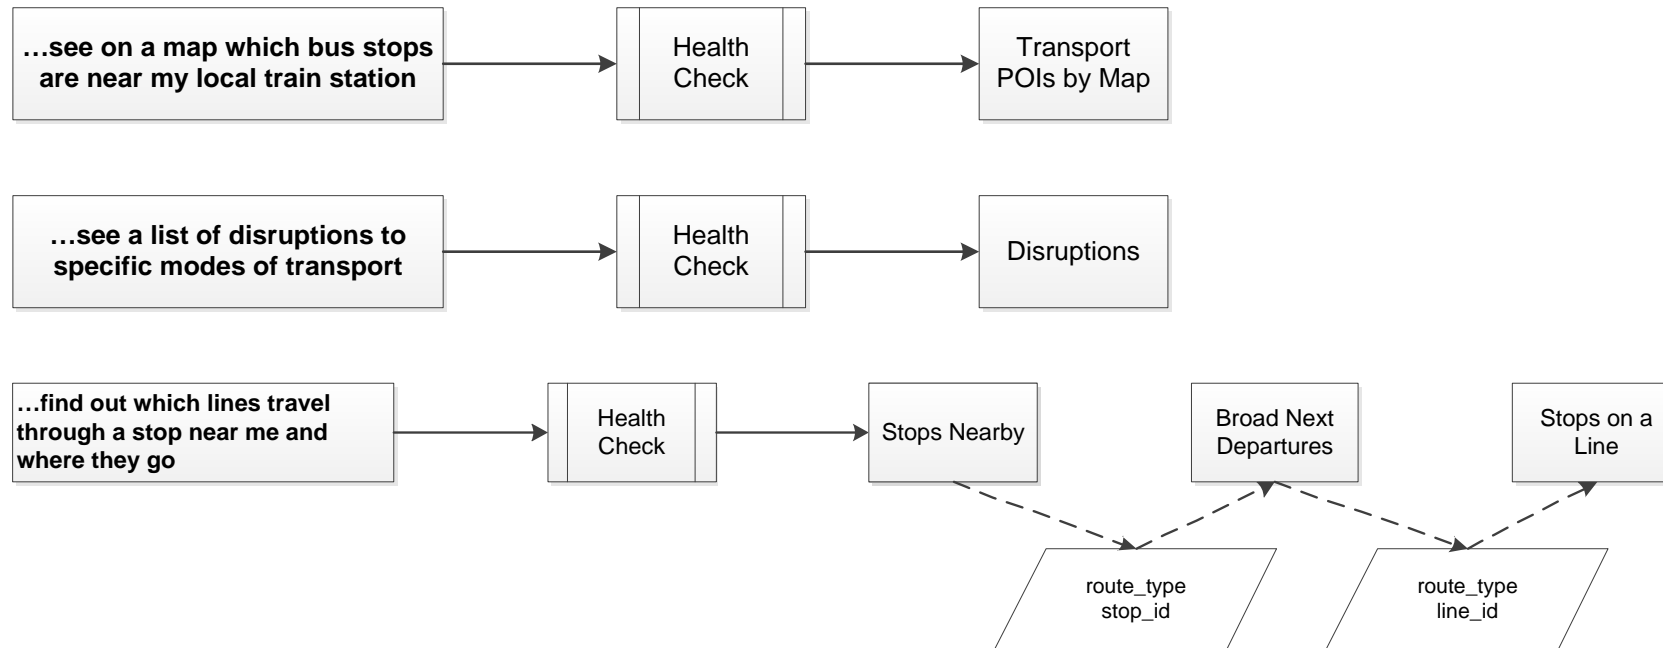 …see on a map which bus stops
are near my local train station
Health
Check
Transport
POIs by Map
…see a list of disruptions to
specific modes of transport
Health
Check
Disruptions
…find out which lines travel
through a stop near me and
where they go
Health
Check
Stops Nearby
Broad Next
Departures
Stops on a
Line
route_type
stop_id
route_type
line_id